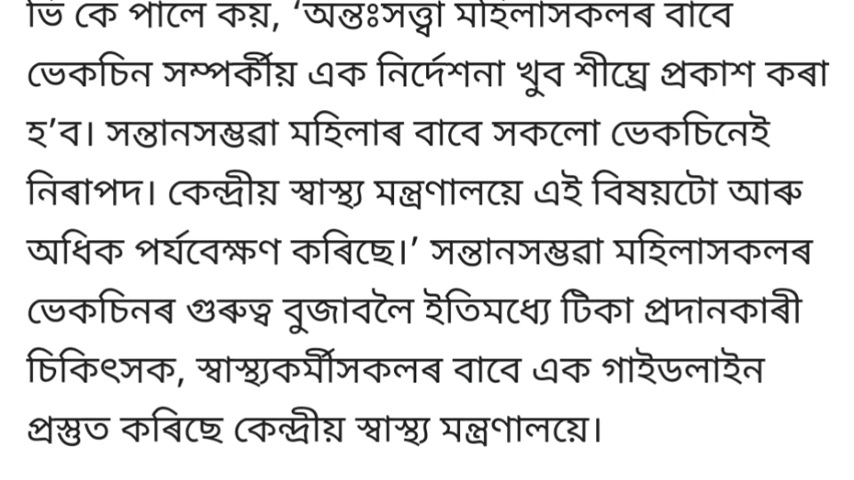 ভি কে পালে কয়, ‘অন্তঃসত্ত্বা মহিলাসকলৰ বাবে
ভেকচিন সম্পৰ্কীয় এক নিৰ্দেশনা খুব শীঘ্ৰে প্ৰকাশ কৰা
হ’ব। সন্তানসম্ভৱা মহিলাৰ বাবে সকলো ভেকচিনেই
নিৰাপদ। কেন্দ্ৰীয় স্বাস্থ্য মন্ত্ৰণালয়ে এই বিষয়টো আৰু
অধিক পৰ্যবেক্ষণ কৰিছে।’ সন্তানসম্ভৱা মহিলাসকলৰ
ভেকচিনৰ গুৰুত্ব বুজাবলৈ ইতিমধ্যে টিকা প্ৰদানকাৰী
চিকিৎসক, স্বাস্থ্যকৰ্মীসকলৰ বাবে এক গাইডলাইন
প্ৰস্তুত কৰিছে কেন্দ্ৰীয় স্বাস্থ্য মন্ত্ৰণালয়ে।